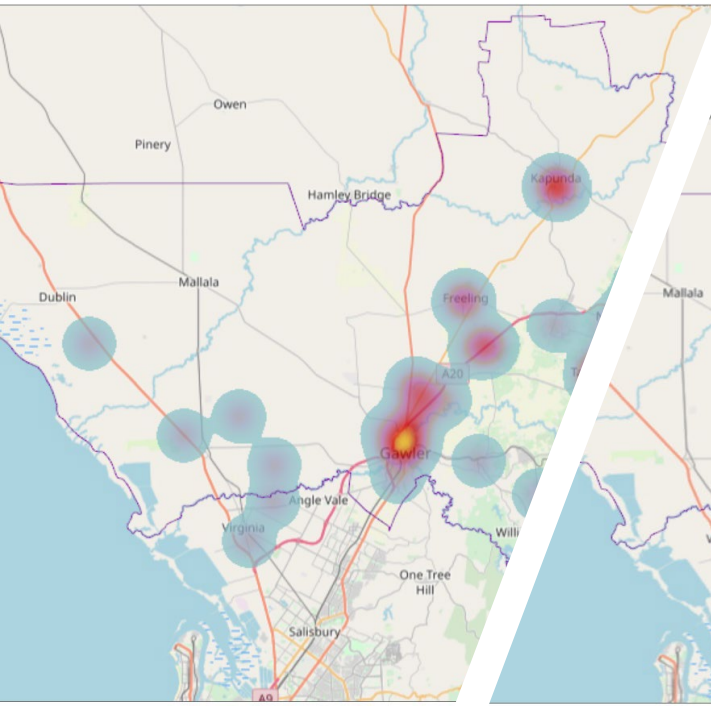 Owen
Pinery
Kapunda
Hamley Bridge
Mallala
Mallala
Dublin
Freeling
A20
Gawler
Angle Vale
Virginia
One Tree
Hill
Salisbury
A9